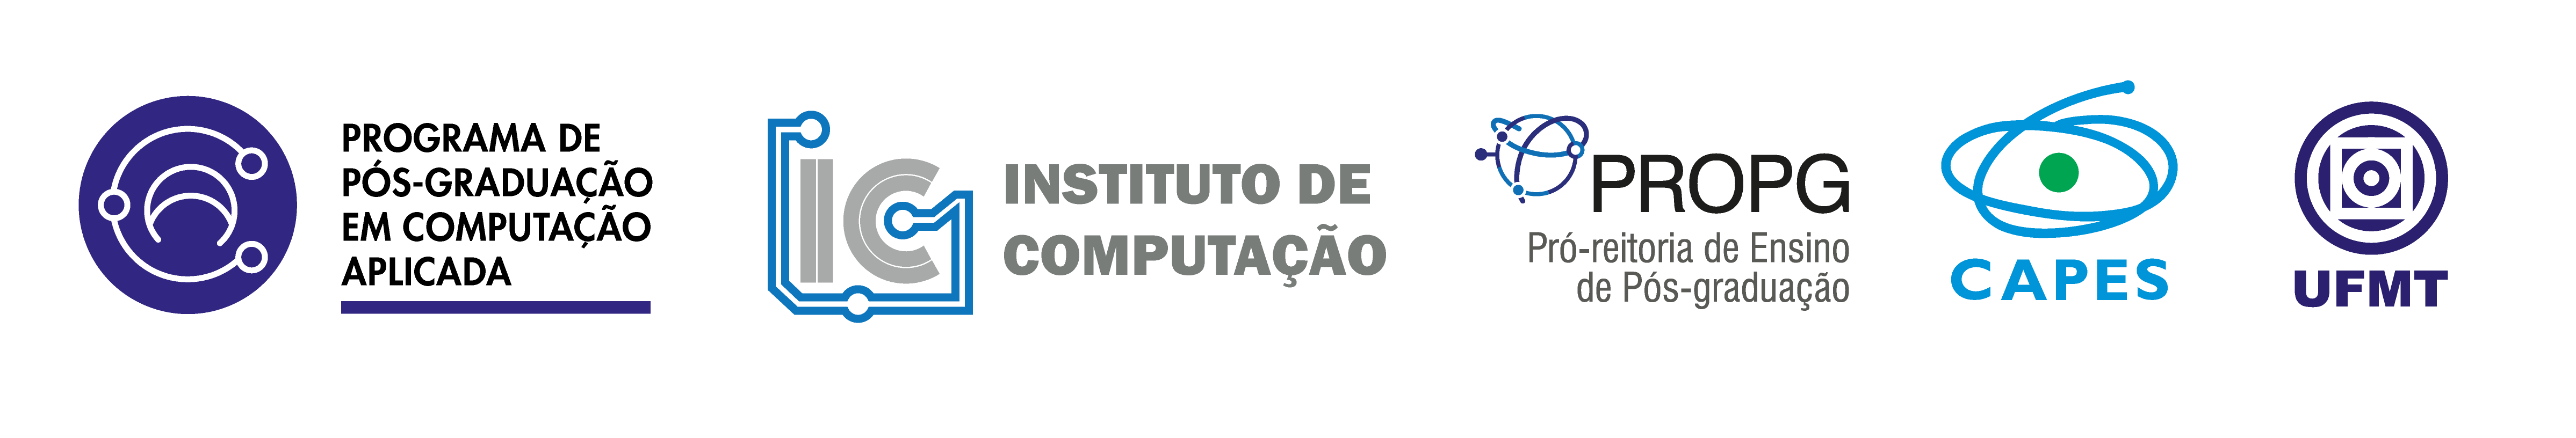 PROGRAMA DE
PÓS-GRADUAÇÃO
EM COMPUTAÇÃO
APLICADA
IC
INSTITUTO DE
COMPUTAÇÃO
PROPG
Pró-reitoria de Ensino
de Pós-graduação
CAPES
UFMT